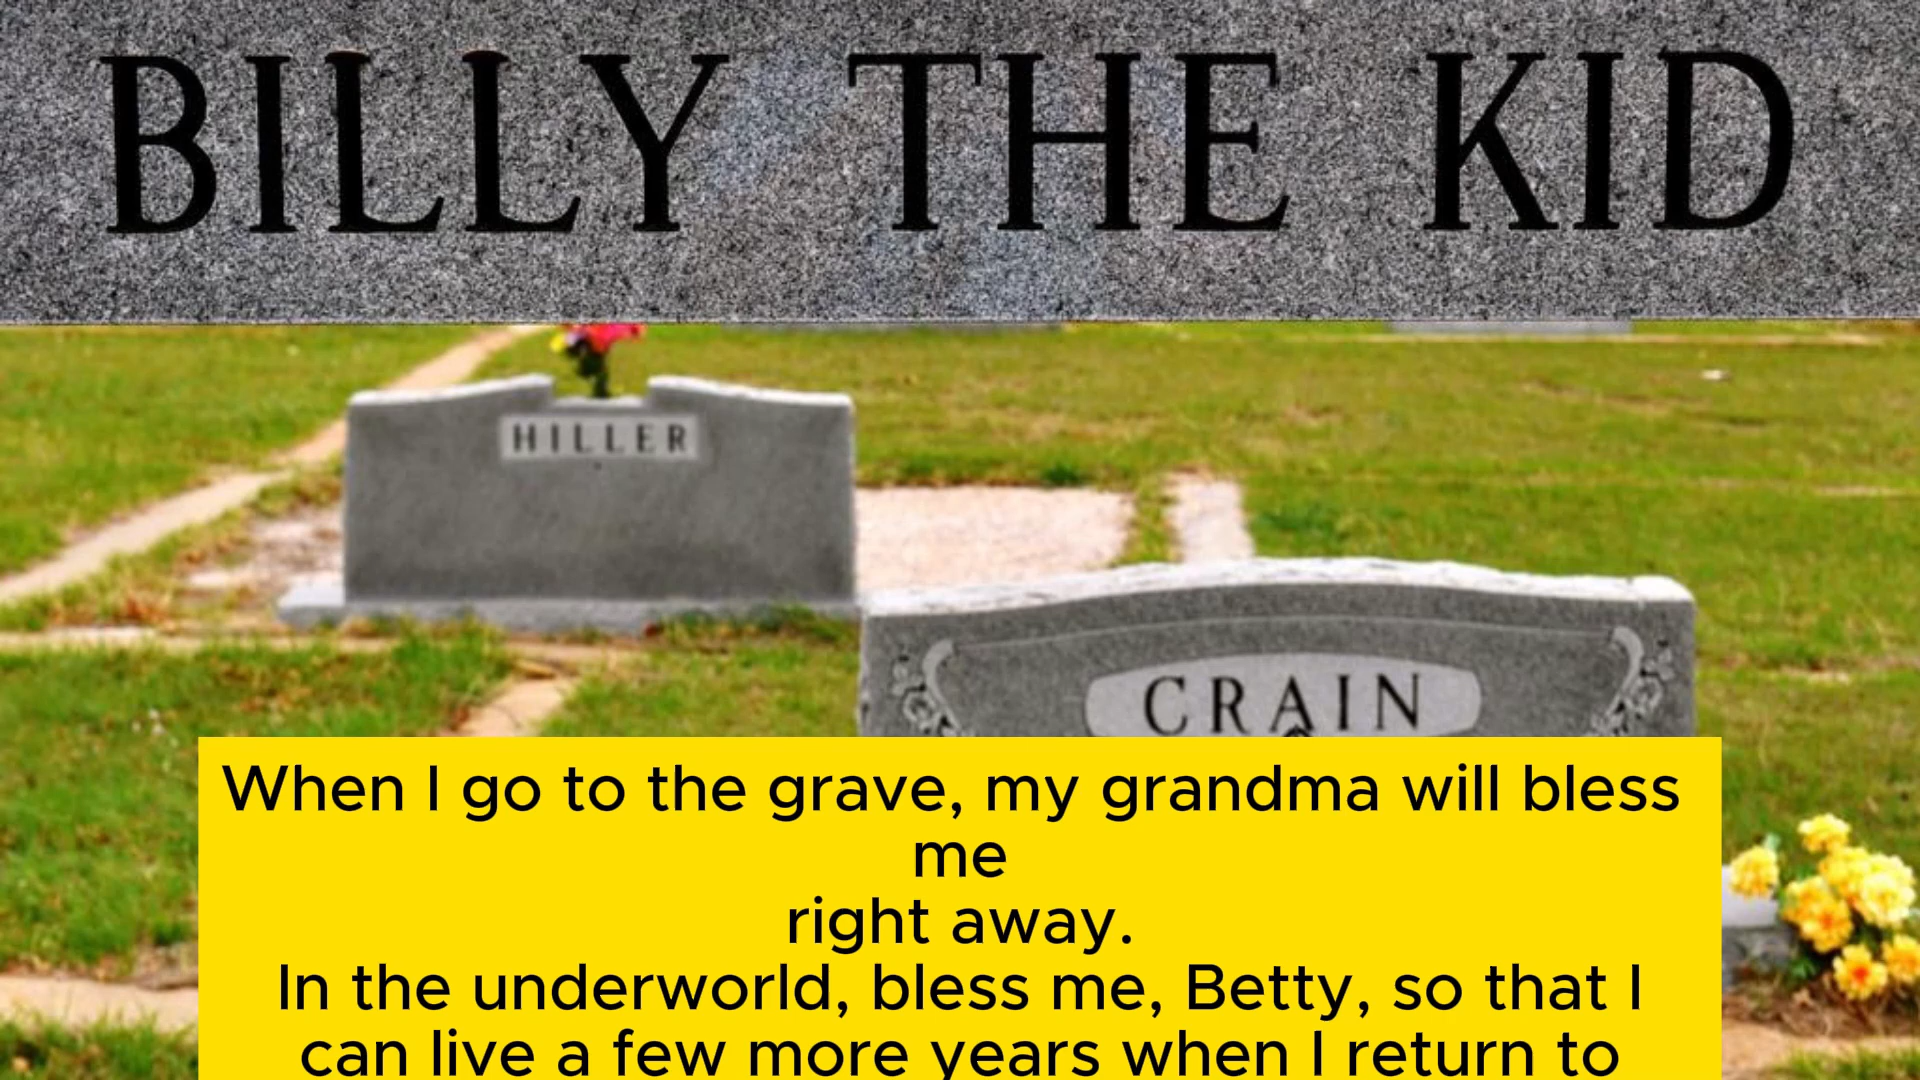 BILLY THE KID
HILLER
CRAIN
When I go to the grave, my grandma will bless
me
right away.
In the underworld, bless me, Betty, so that I
can live a few more years when I return to